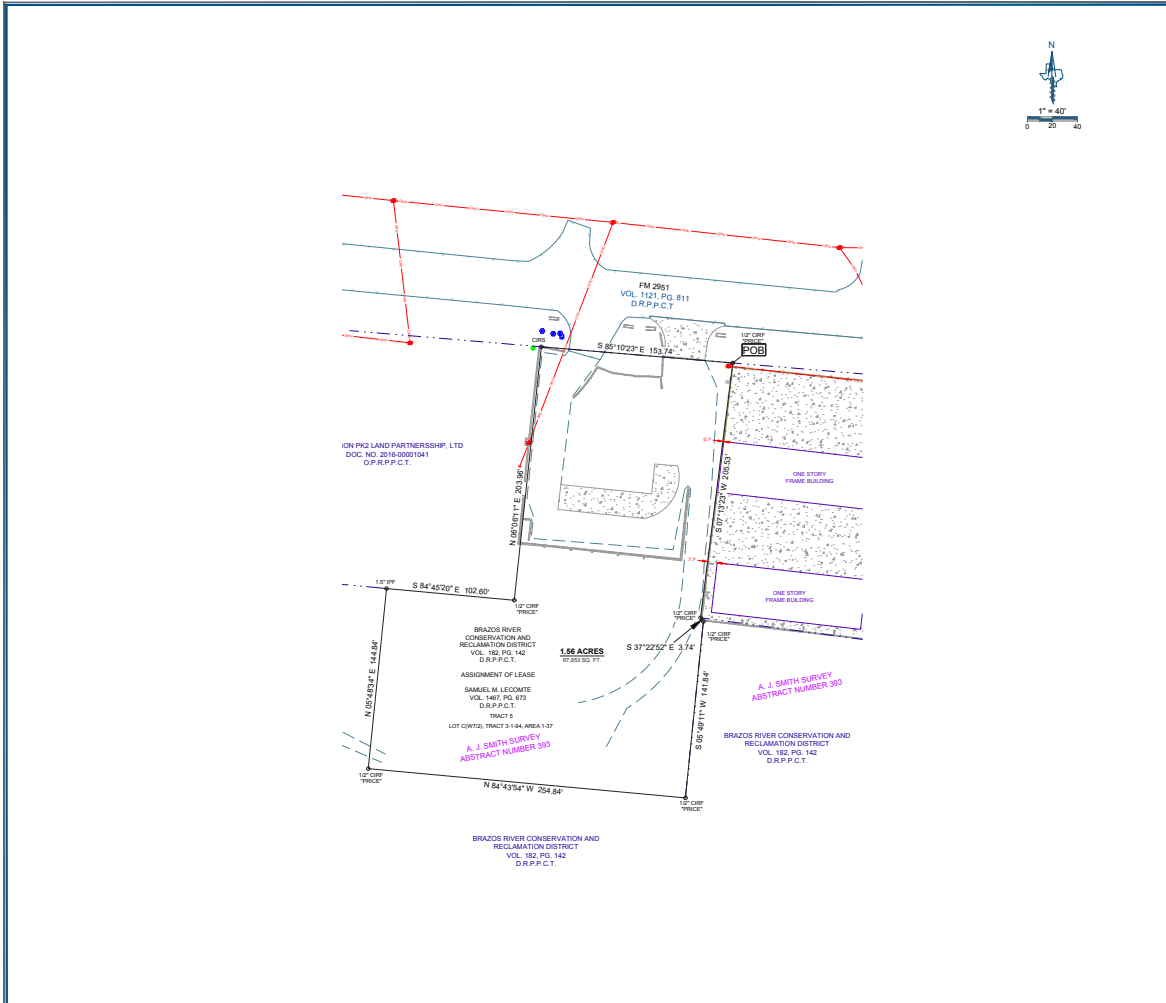 N
1" = 40'
0 20 40
FM 2951
VOL. 1121, PG. 811
D.R.P.P.C.T
1/2" CIRF
"PRICE"
POB
CIRS
S 85°10'23" E 153.74'
ION PK2 LAND PARTNERSSHIP, LTD
DOC. NO. 2016-00001041
O.P.R.P.P.C.T.
0.7'
ONE STORY
FRAME BUILDING
N 06°06'11" E 203.96'
S 07°13'23" W 205.53'
7.7'
1.5" IPF
S 84°45'20" E 102.60'
1/2" CIRF
"PRICE"
ONE STORY
FRAME BUILDING
1/2" CIRF
"PRICE"
1/2" CIRF
"PRICE"
S 37°22'52" E 3.74'
BRAZOS RIVER
CONSERVATION AND
RECLAMATION DISTRICT
VOL. 182, PG. 142
D.R.P.P.C.T.
1.56 ACRES
67,953 SQ. FT.
ASSIGNMENT OF LEASE
SAMUEL M. LECOMTE
VOL. 1467, PG. 673
D.R.P.P.C.T.
TRACT 5
LOT C(W7/2), TRACT 3-1-94, AREA 1-37
A. J. SMITH SURVEY
ABSTRACT NUMBER 393
N 05°48'34" E 144.84'
S 05°49'11" W 141.84'
A. J. SMITH SURVEY
ABSTRACT NUMBER 393
BRAZOS RIVER CONSERVATION AND
RECLAMATION DISTRICT
VOL. 182, PG. 142
D.R.P.P.C.T.
1/2" CIRF
"PRICE"
N 84°43'54" W 254.84'
1/2" CIRF
"PRICE"
BRAZOS RIVER CONSERVATION AND
RECLAMATION DISTRICT
VOL. 182, PG. 142
D.R.P.P.C.T.